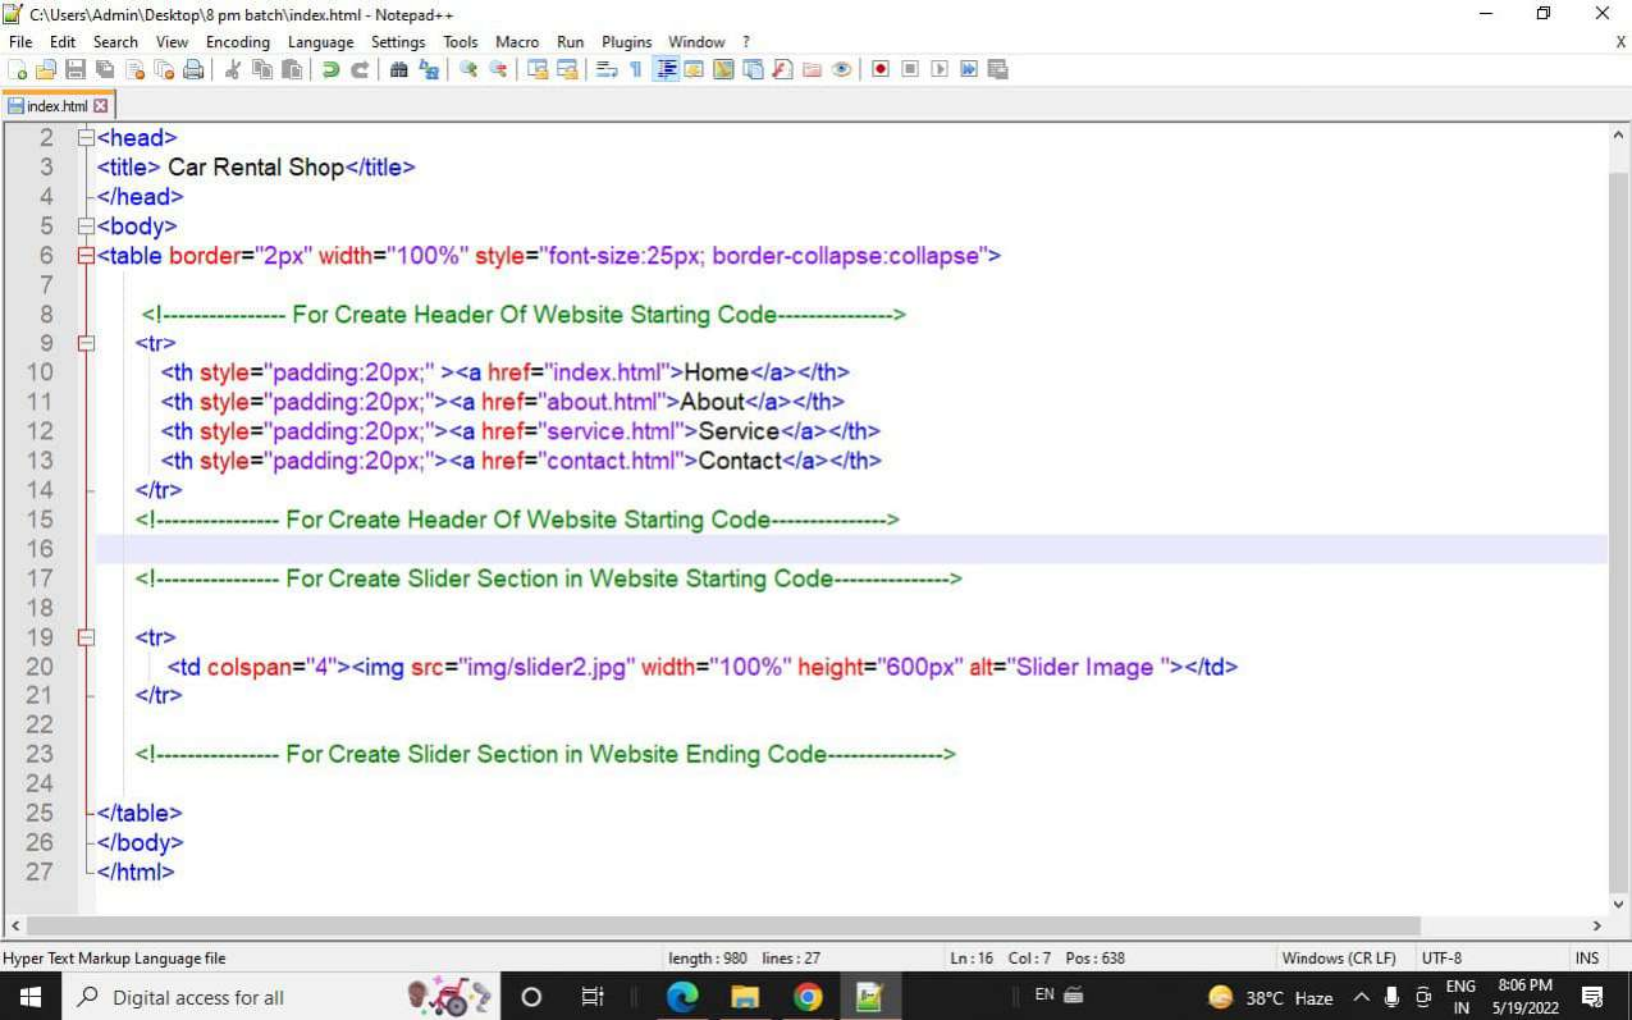 C:\Users\Admin\Desktop\8 pm batch\index.html - Notepad++
File Edit Search View Encoding Language Settings Tools Macro Run Plugins Window ? X
index.html
2 <head>
3 <title> Car Rental Shop</title>
4 </head>
5 <body>
6 <table border="2px" width="100%" style="font-size:25px; border-collapse:collapse">
7
8 <!---------------- For Create Header Of Website Starting Code--------------->
9 <tr>
10 <th style="padding:20px;" ><a href="index.html">Home</a></th>
11 <th style="padding:20px;"><a href="about.html">About</a></th>
12 <th style="padding:20px;"><a href="service.html">Service</a></th>
13 <th style="padding:20px;"><a href="contact.html">Contact</a></th>
14 </tr>
15 <!---------------- For Create Header Of Website Starting Code--------------->
16
17 <!---------------- For Create Slider Section in Website Starting Code--------------->
18
19 <tr>
20 <td colspan="4"><img src="img/slider2.jpg" width="100%" height="600px" alt="Slider Image "></td>
21 </tr>
22
23 <!---------------- For Create Slider Section in Website Ending Code--------------->
24
25 </table>
26 </body>
27 </html>
Hyper Text Markup Language file length : 980 lines : 27 Ln : 16 Col : 7 Pos : 638 Windows (CR LF) UTF-8 INS
Digital access for all EN 38°C Haze ENG IN 8:06 PM 5/19/2022